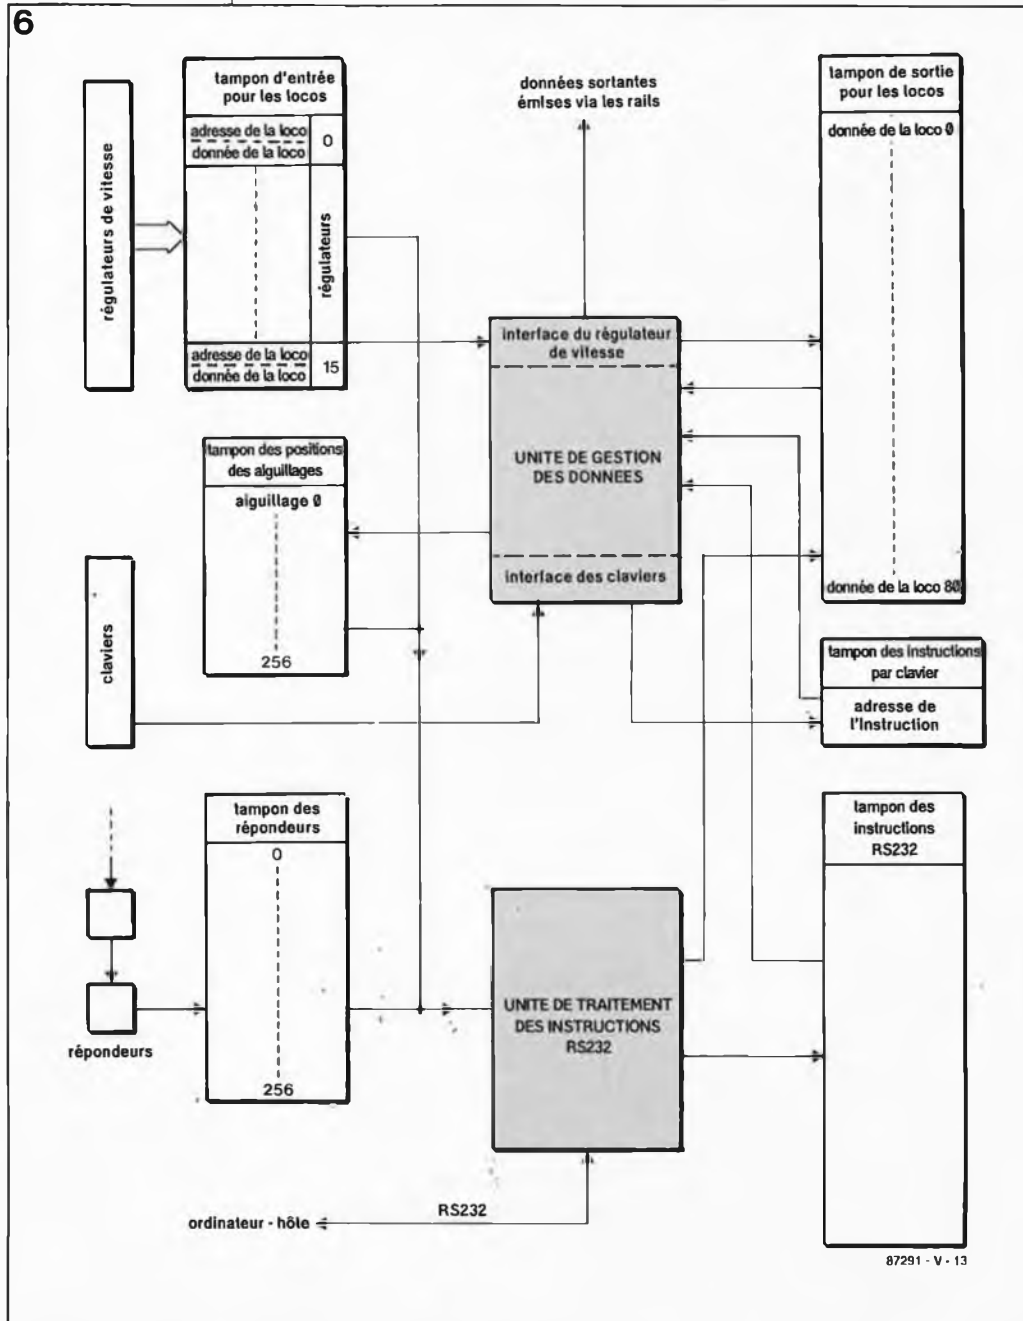 6
tampon d'entrée
pour les locos
adresse de la loco
donnée de la loco
0
régulateurs de vitesse
régulateurs
adresse de la loco
donnée de la loco
15
données sortantes
émises via les rails
tampon de sortie
pour les locos
donnée de la loco 0
donnée de la loco 80
interface du régulateur
de vitesse
UNITE DE GESTION
DES DONNEES
interface des claviers
tampon des positions
des aiguillages
aiguillage 0
256
claviers
tampon des instructions
par clavier
adresse de
l'Instruction
tampon des
répondeurs
0
256
répondeurs
tampon des
instructions
RS232
UNITE DE TRAITEMENT
DES INSTRUCTIONS
RS232
RS232
ordinateur - hôte
87291 - V - 13